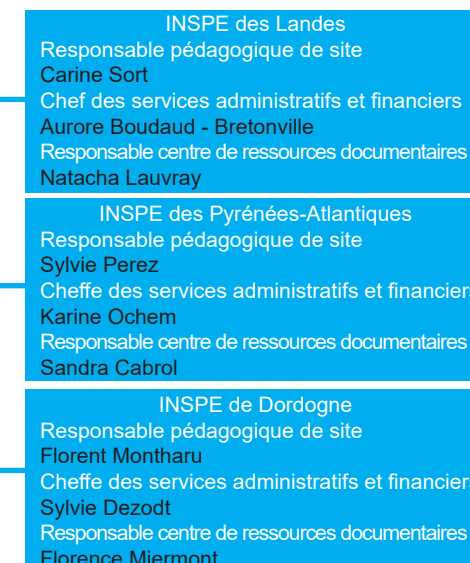 INSPE des Landes
Responsable pédagogique de site
Carine Sort
Chef des services administratifs et financiers
Aurore Boudaud - Bretonville
Responsable centre de ressources documentaires
Natacha Lauvray
INSPE des Pyrénées-Atlantiques
Responsable pédagogique de site
Sylvie Perez
Cheffe des services administratifs et financiers
Karine Ochem
Responsable centre de ressources documentaires
Sandra Cabrol
INSPE de Dordogne
Responsable pédagogique de site
Florent Montharu
Cheffe des services administratifs et financiers
Sylvie Dezodt
Responsable centre de ressources documentaires
Florence Miermont